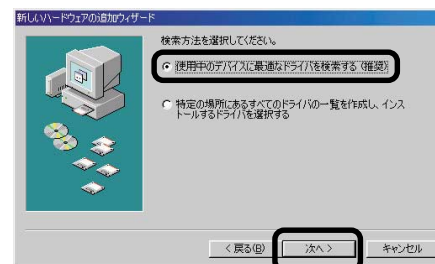 新しいハードウェアの追加ウィザード
検索方法を選択してください。
使用中のデバイスに最適なドライバを検索する（推奨）
特定の場所にあるすべてのドライバの一覧を作成し、インス
トールするドライバを選択する
< 戻る(B)
次へ >
キャンセル